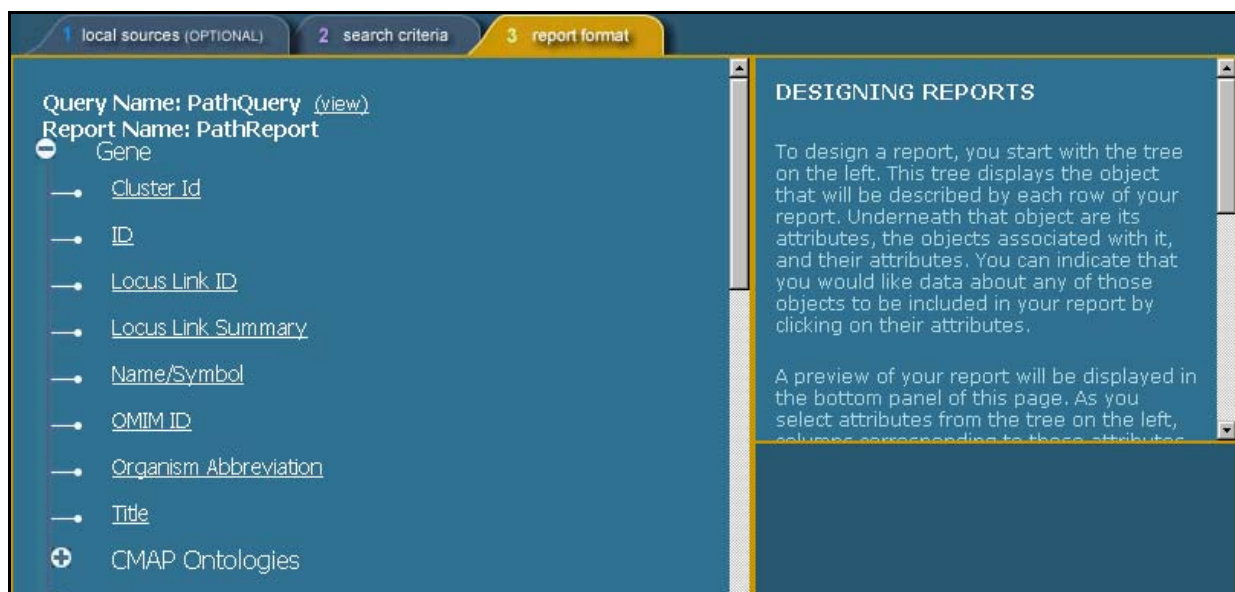 1 local sources (OPTIONAL) 2 search criteria 3 report format
Query Name: PathQuery (view)
Report Name: PathReport
Gene
Cluster Id
ID
Locus Link ID
Locus Link Summary
Name/Symbol
OMIM ID
Organism Abbreviation
Title
CMAP Ontologies
DESIGNING REPORTS
To design a report, you start with the tree
on the left. This tree displays the object
that will be described by each row of your
report. Underneath that object are its
attributes, the objects associated with it,
and their attributes. You can indicate that
you would like data about any of those
objects to be included in your report by
clicking on their attributes.
A preview of your report will be displayed in
the bottom panel of this page. As you
select attributes from the tree on the left,
columns corresponding to those attributes